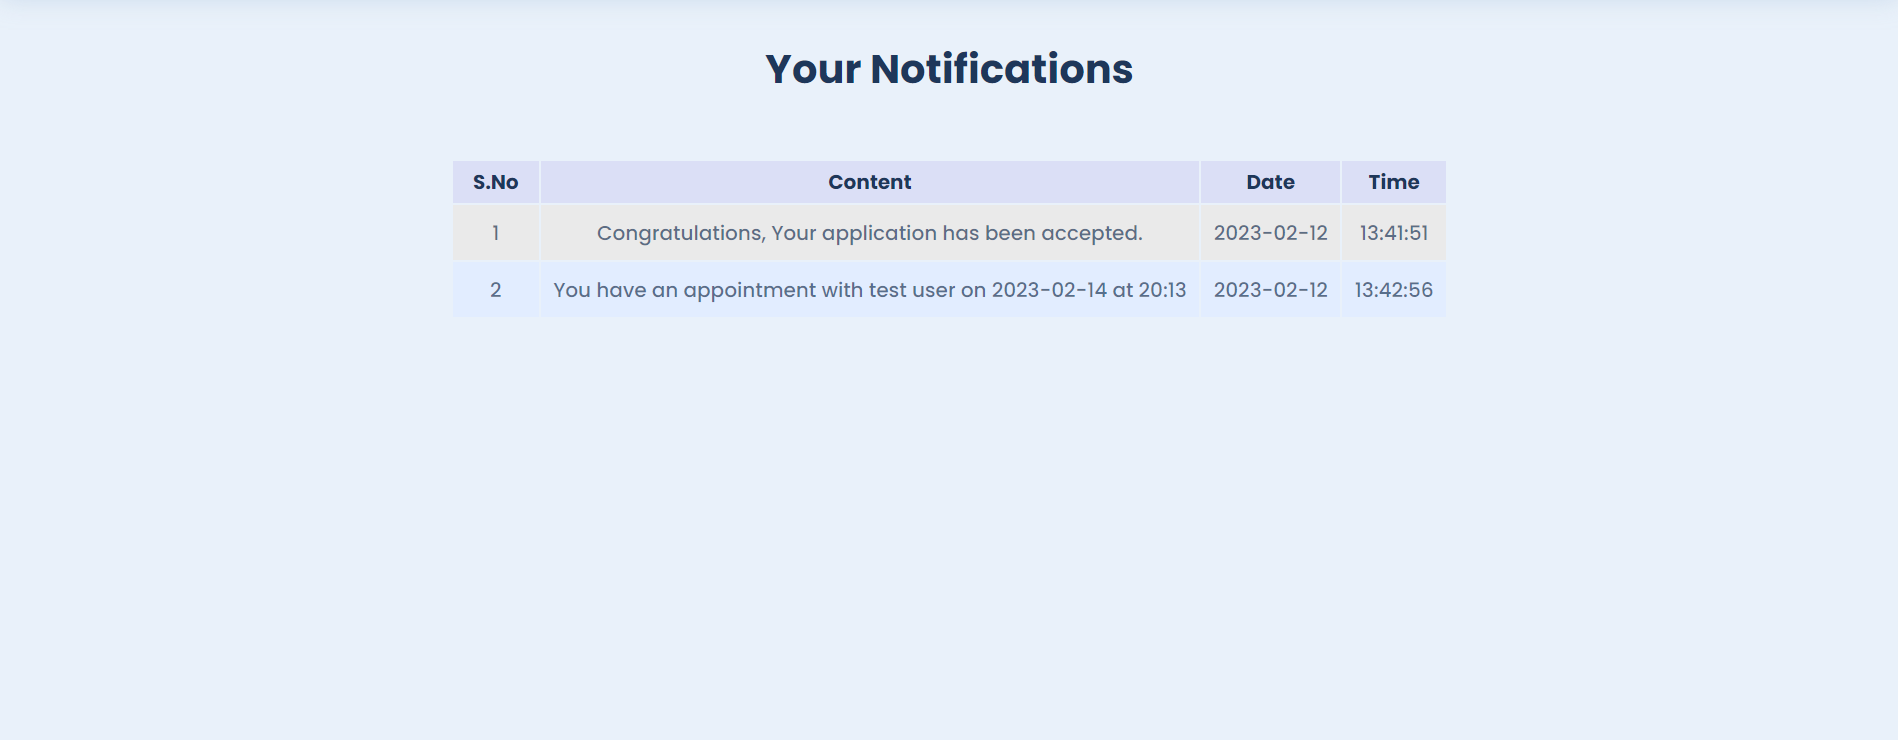 Your Notifications
S.No Content Date Time
1 Congratulations, Your application has been accepted. 2023-02-12 13:41:51
2 You have an appointment with test user on 2023-02-14 at 20:13 2023-02-12 13:42:56